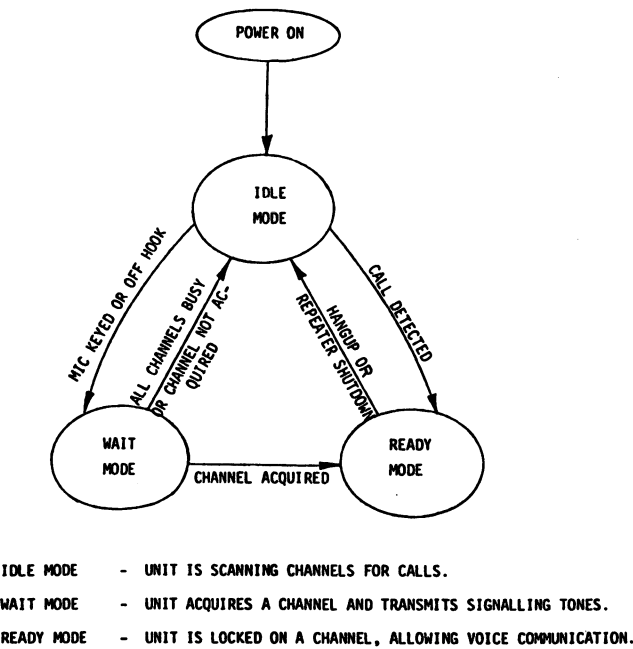 POWER ON
IDLE
MODE
MIC KEYED OR OFF HOOK
ALL CHANNELS BUSY
OR CHANNEL NOT AC-
QUIRED
HANGUP OR
REPEATER SHUTDOWN
CALL DETECTED
WAIT
MODE
CHANNEL ACQUIRED
READY
MODE
IDLE MODE - UNIT IS SCANNING CHANNELS FOR CALLS.
WAIT MODE - UNIT ACQUIRES A CHANNEL AND TRANSMITS SIGNALLING TONES.
READY MODE - UNIT IS LOCKED ON A CHANNEL, ALLOWING VOICE COMMUNICATION.